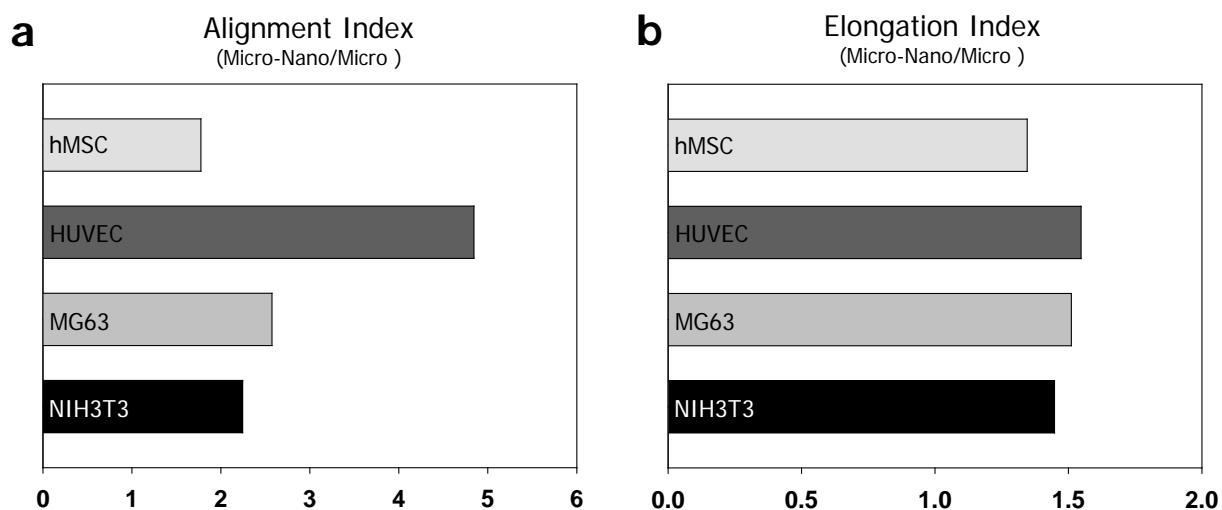 a
Alignment Index
(Micro-Nano/Micro )
hMSC
HUVEC
MG63
NIH3T3
0 1 2 3 4 5 6
b
Elongation Index
(Micro-Nano/Micro )
hMSC
HUVEC
MG63
NIH3T3
0.0 0.5 1.0 1.5 2.0